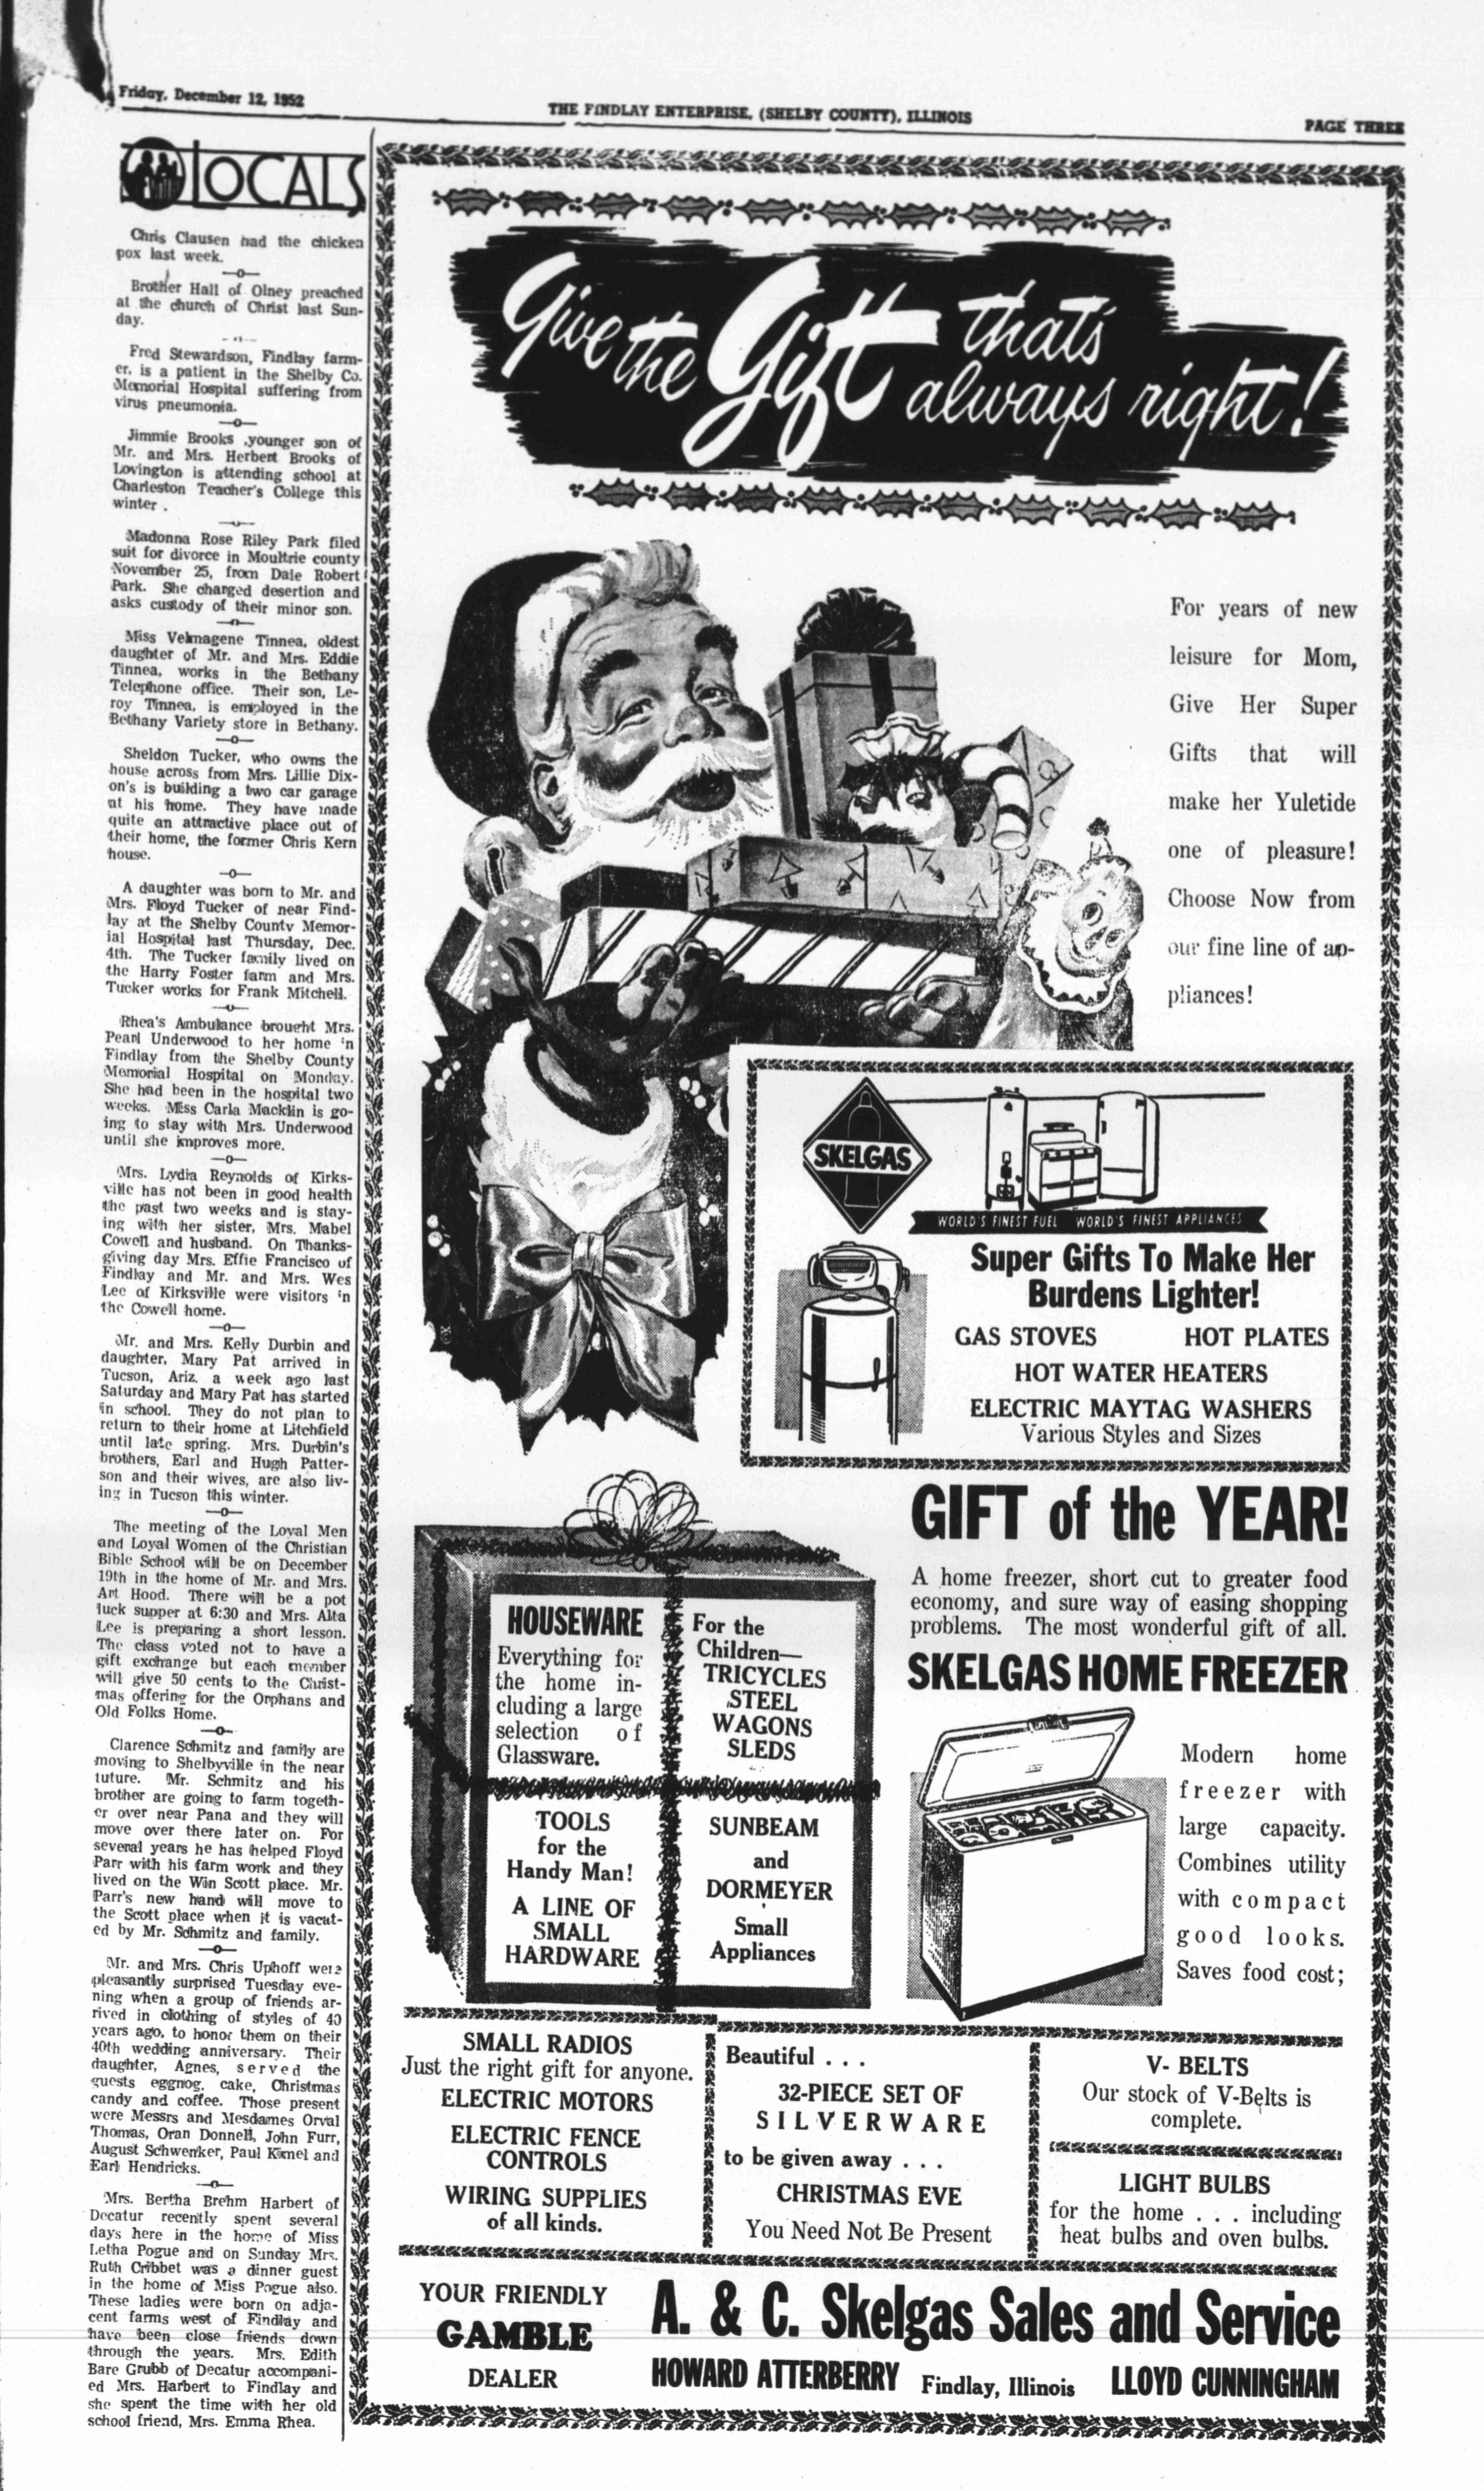 Friday, December 12, 1952
THE FINDLAY ENTERPRISE, (SHELBY COUNTY), ILLINOIS
PAGE THREE
LOCALS
Chris Clausen had the chicken
pox last week.
—o—
Brother Hall of Olney preached
at the church of Christ last Sun-
day.
Fred Stewardson, Findlay farm-
er, is a patient in the Shelby Co.
Memorial Hospital suffering from
virus pneumonia.
—o—
Jimmie Brooks ,younger son of
Mr. and Mrs. Herbert Brooks of
Lovington is attending school at
Charleston Teacher's College this
winter .
—o—
Madonna Rose Riley Park filed
suit for divorce in Moultrie county
November 25, from Dale Robert
Park. She charged desertion and
asks custody of their minor son.
—o—
Miss Velmagene Tinnea, oldest
daughter of Mr. and Mrs. Eddie
Tinnea, works in the Bethany
Telephone office. Their son, Le-
roy Tinnea, is employed in the
Bethany Variety store in Bethany.
—o—
Sheldon Tucker, who owns the
house across from Mrs. Lillie Dix-
on's is building a two car garage
at his home. They have made
quite an attractive place out of
their home, the former Chris Kern
house.
—o—
A daughter was born to Mr. and
Mrs. Floyd Tucker of near Find-
lay at the Shelby County Memor-
ial Hospital last Thursday, Dec.
4th. The Tucker family lived on
the Harry Foster farm and Mrs.
Tucker works for Frank Mitchell.
—o—
Rhea's Ambulance brought Mrs.
Pearl Underwood to her home in
Findlay from the Shelby County
Memorial Hospital on Monday.
She had been in the hospital two
weeks. Miss Carla Macklin is go-
ing to stay with Mrs. Underwood
until she improves more.
—o—
Mrs. Lydia Reynolds of Kirks-
ville has not been in good health
the past two weeks and is stay-
ing with her sister, Mrs. Mabel
Cowell and husband. On Thanks-
giving day Mrs. Effie Francisco of
Findlay and Mr. and Mrs. Wes
Lee of Kirksville were visitors in
the Cowell home.
—o—
Mr. and Mrs. Kelly Durbin and
daughter, Mary Pat arrived in
Tucson, Ariz. a week ago last
Saturday and Mary Pat has started
in school. They do not plan to
return to their home at Litchfield
until late spring. Mrs. Durbin's
brothers, Earl and Hugh Patter-
son and their wives, are also liv-
ing in Tucson this winter.
—o—
The meeting of the Loyal Men
and Loyal Women of the Christian
Bible School will be on December
19th in the home of Mr. and Mrs.
Art Hood. There will be a pot
luck supper at 6:30 and Mrs. Alta
Lee is preparing a short lesson.
The class voted not to have a
gift exchange but each member
will give 50 cents to the Christ-
mas offering for the Orphans and
Old Folks Home.
—o—
Clarence Schmitz and family are
moving to Shelbyville in the near
future. Mr. Schmitz and his
brother are going to farm togeth-
er over near Pana and they will
move over there later on. For
several years he has helped Floyd
Parr with his farm work and they
lived on the Win Scott place. Mr.
Parr's new hand will move to
the Scott place when it is vacat-
ed by Mr. Schmitz and family.
—o—
Mr. and Mrs. Chris Uphoff were
pleasantly surprised Tuesday eve-
ning when a group of friends ar-
rived in clothing of styles of 40
years ago, to honor them on their
40th wedding anniversary. Their
daughter, Agnes, served the
guests eggnog, cake, Christmas
candy and coffee. Those present
were Messrs and Mesdames Orval
Thomas, Oran Donnell, John Furr,
August Schwenker, Paul Kimel and
Earl Hendricks.
—o—
Mrs. Bertha Brehm Harbert of
Decatur recently spent several
days here in the home of Miss
Letha Pogue and on Sunday Mrs.
Ruth Cribbet was a dinner guest
in the home of Miss Pogue also.
These ladies were born on adja-
cent farms west of Findlay and
have been close friends down
through the years. Mrs. Edith
Bare Grubb of Decatur accompani-
ed Mrs. Harbert to Findlay and
she spent the time with her old
school friend, Mrs. Emma Rhea.
Give the Gift that's
always right!
For years of new
leisure for Mom,
Give Her Super
Gifts that will
make her Yuletide
one of pleasure!
Choose Now from
our fine line of ap-
pliances!
SKELGAS
WORLD'S FINEST FUEL WORLD'S FINEST APPLIANCES
Super Gifts To Make Her
Burdens Lighter!
GAS STOVES HOT PLATES
HOT WATER HEATERS
ELECTRIC MAYTAG WASHERS
Various Styles and Sizes
GIFT of the YEAR!
A home freezer, short cut to greater food
economy, and sure way of easing shopping
problems. The most wonderful gift of all.
SKELGAS HOME FREEZER
Modern home
freezer with
large capacity.
Combines utility
with compact
good looks.
Saves food cost;
HOUSEWARE
Everything for
the home in-
cluding a large
selection of
Glassware.
For the
Children—
TRICYCLES
STEEL
WAGONS
SLEDS
TOOLS
for the
Handy Man!
A LINE OF
SMALL
HARDWARE
SUNBEAM
and
DORMEYER
Small
Appliances
SMALL RADIOS
Just the right gift for anyone.
ELECTRIC MOTORS
ELECTRIC FENCE
CONTROLS
WIRING SUPPLIES
of all kinds.
Beautiful . . .
32-PIECE SET OF
SILVERWARE
to be given away . . .
CHRISTMAS EVE
You Need Not Be Present
V- BELTS
Our stock of V-Belts is
complete.
LIGHT BULBS
for the home . . . including
heat bulbs and oven bulbs.
YOUR FRIENDLY
GAMBLE
DEALER
A. & C. Skelgas Sales and Service
HOWARD ATTERBERRY Findlay, Illinois LLOYD CUNNINGHAM